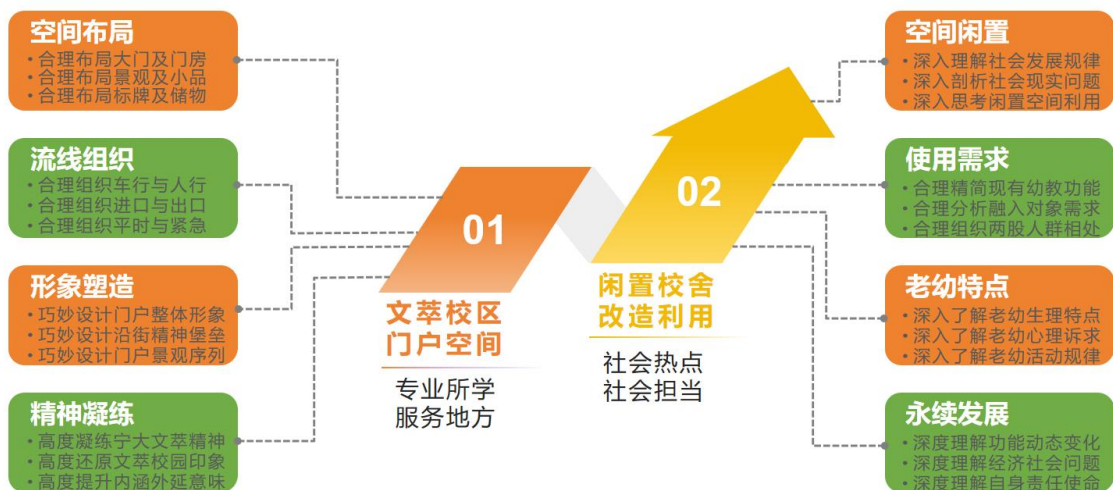 空间布局
• 合理布局大门及门房
• 合理布局景观及小品
• 合理布局标牌及储物
流线组织
• 合理组织车行与人行
• 合理组织进口与出口
• 合理组织平时与紧急
形象塑造
• 巧妙设计门户整体形象
• 巧妙设计沿街精神堡垒
• 巧妙设计门户景观序列
精神凝练
• 高度凝练宁大文萃精神
• 高度还原文萃校园印象
• 高度提升内涵外延意味
01
文萃校区
门户空间
专业所学
服务地方
02
闲置校舍
改造利用
社会热点
社会担当
空间闲置
• 深入理解社会发展规律
• 深入剖析社会现实问题
• 深入思考闲置空间利用
使用需求
• 合理精简现有幼教功能
• 合理分析融入对象需求
• 合理组织两股人群相处
老幼特点
• 深入了解老幼生理特点
• 深入了解老幼心理诉求
• 深入了解老幼活动规律
永续发展
• 深度理解功能动态变化
• 深度理解经济社会问题
• 深度理解自身责任使命